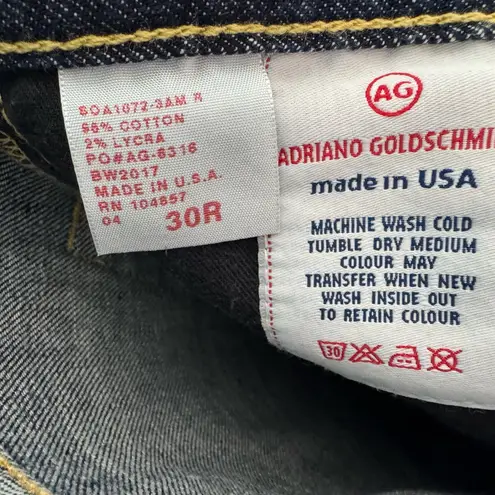 SOA1072-3AM R
98% COTTON
2% LYCRA
PO#AG-6316
BW2017
MADE IN U.S.A.
RN 104657
04 30R
AG
ADRIANO GOLDSCHMI
made in USA
MACHINE WASH COLD
TUMBLE DRY MEDIUM
COLOUR MAY
TRANSFER WHEN NEW
WASH INSIDE OUT
TO RETAIN COLOUR
30